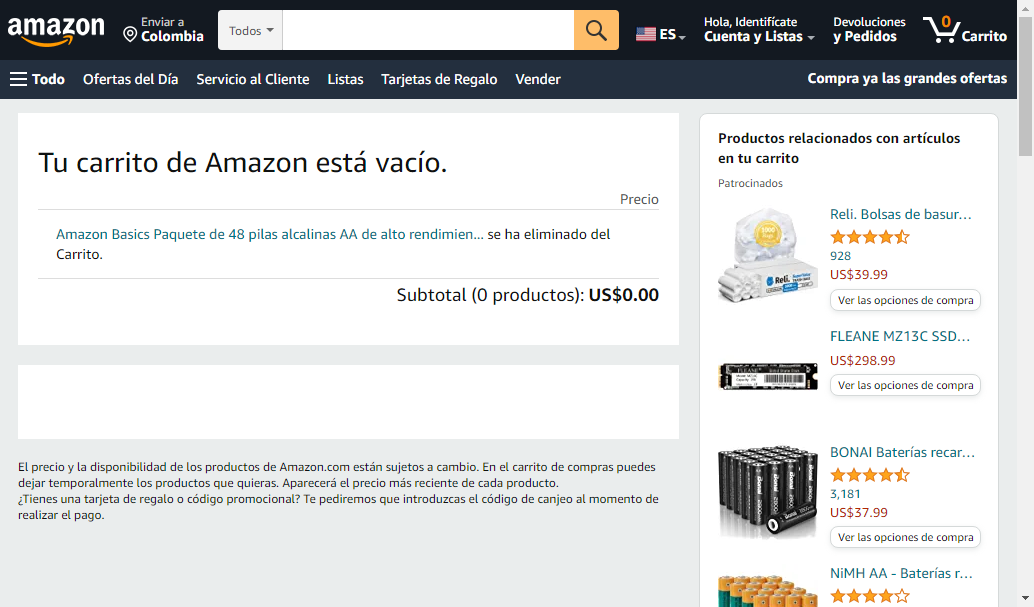 amazon
Enviar a
Colombia
Todos
ES
Hola, Identifícate
Cuenta y Listas
Devoluciones
y Pedidos
0
Carrito
Todo
Ofertas del Día
Servicio al Cliente
Listas
Tarjetas de Regalo
Vender
Compra ya las grandes ofertas
Tu carrito de Amazon está vacío.
Precio
Amazon Basics Paquete de 48 pilas alcalinas AA de alto rendimien... se ha eliminado del
Carrito.
Subtotal (0 productos): US$0.00
El precio y la disponibilidad de los productos de Amazon.com están sujetos a cambio. En el carrito de compras puedes
dejar temporalmente los productos que quieras. Aparecerá el precio más reciente de cada producto.
¿Tienes una tarjeta de regalo o código promocional? Te pediremos que introduzcas el código de canjeo al momento de
realizar el pago.
Productos relacionados con artículos
en tu carrito
Patrocinados
Reli.
Reli. Bolsas de basur...
928
US$39.99
Ver las opciones de compra
FLEANE
FLEANE MZ13C SSD...
US$298.99
Ver las opciones de compra
Bonai
BONAI Baterías recar...
3,181
US$37.99
Ver las opciones de compra
NiMH AA - Baterías r...